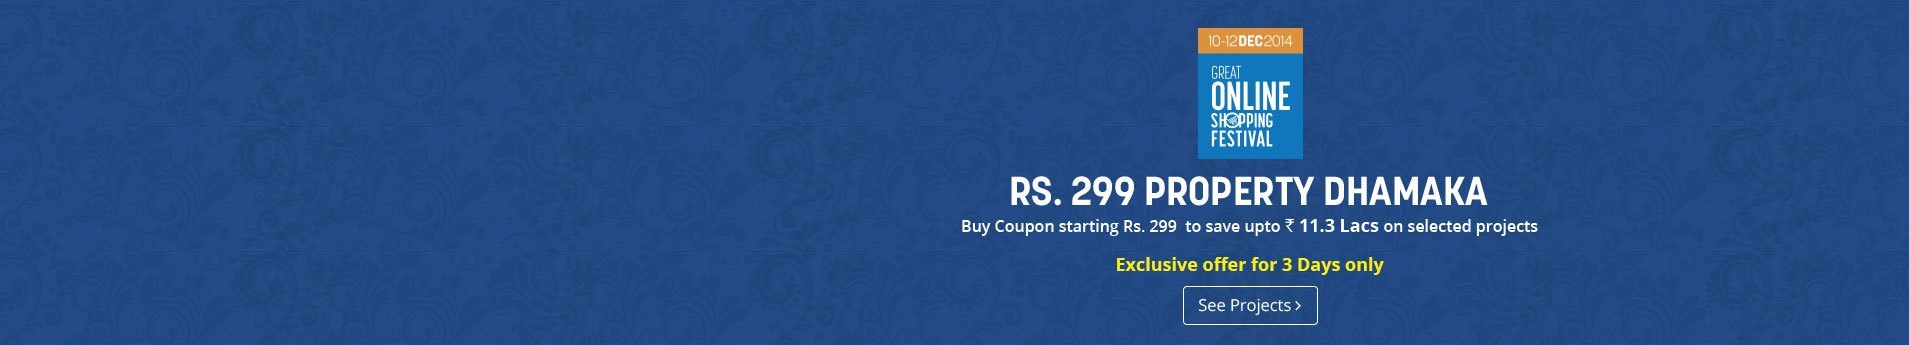 10-12DEC2014
GREAT
ONLINE
SHOPPING
FESTIVAL
RS. 299 PROPERTY DHAMAKA
Buy Coupon starting Rs. 299 to save upto ₹ 11.3 Lacs on selected projects
Exclusive offer for 3 Days only
See Projects ›